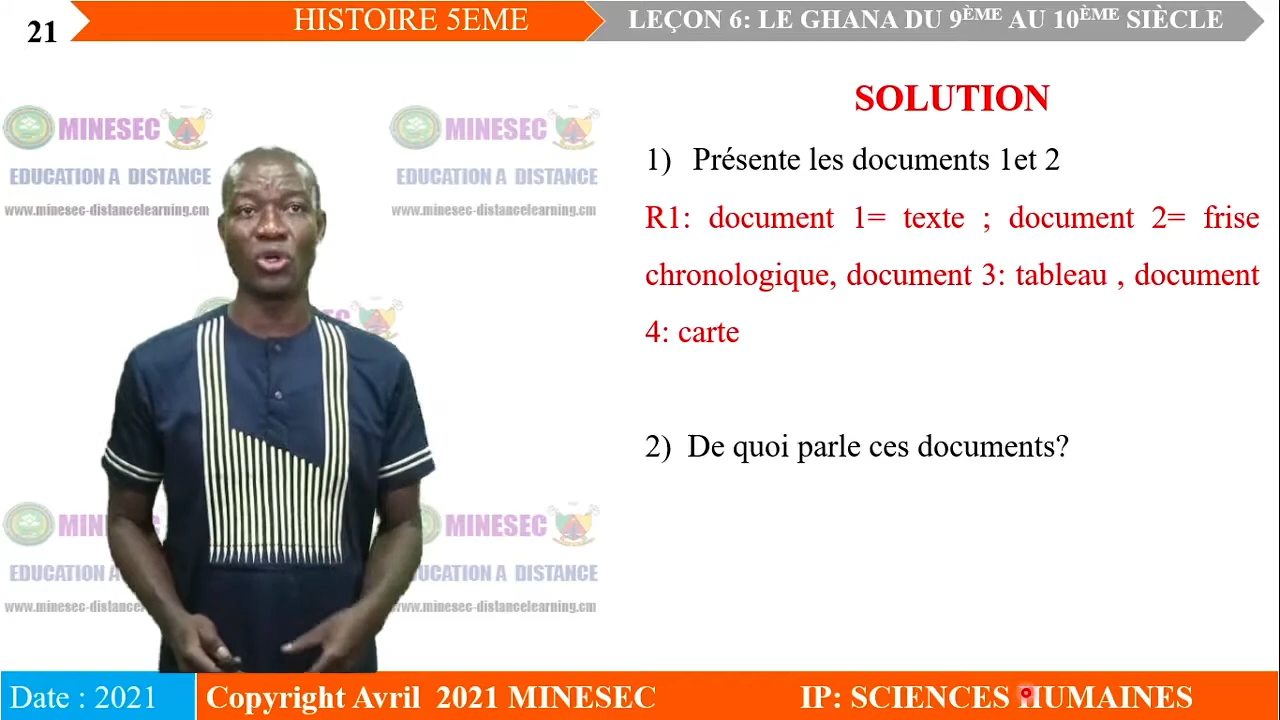 21
HISTOIRE 5EME
LEÇON 6: LE GHANA DU 9ÈME AU 10ÈME SIÈCLE
MINESEC
EDUCATION A DISTANCE
www.minesec-distancelearning.cm
MINESEC
EDUCATION A DISTANCE
www.minesec-distancelearning.cm
SOLUTION
1) Présente les documents 1et 2
R1: document 1= texte ; document 2= frise
chronologique, document 3: tableau , document
4: carte
2) De quoi parle ces documents?
MINESEC
EDUCATION A DISTANCE
www.minesec-distancelearning.cm
Date : 2021
Copyright Avril 2021 MINESEC
IP: SCIENCES HUMAINES